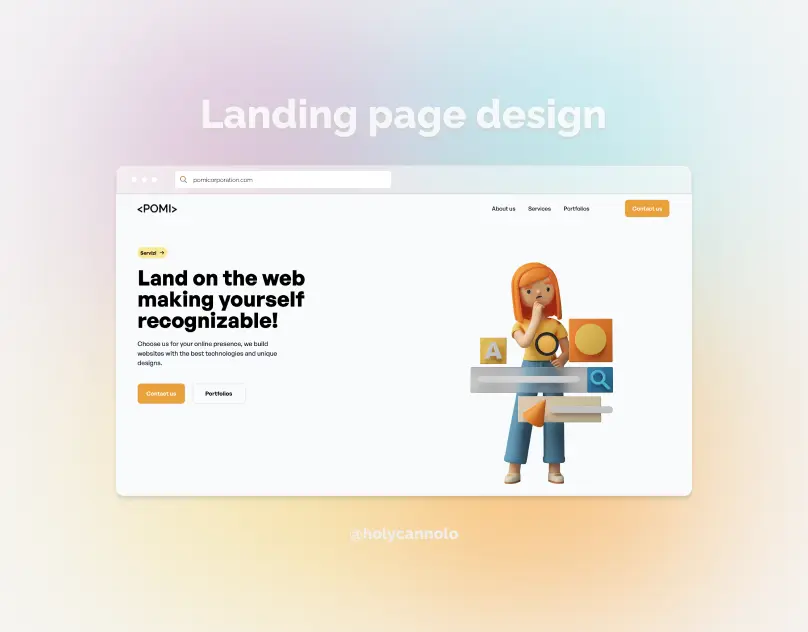 Landing page design
pomicorporation.com
<POMI>
About us
Services
Portfolios
Contact us
Servizi →
Land on the web
making yourself
recognizable!
Choose us for your online presence, we build
websites with the best technologies and unique
designs.
Contact us
Portfolios
A
@holycannolo